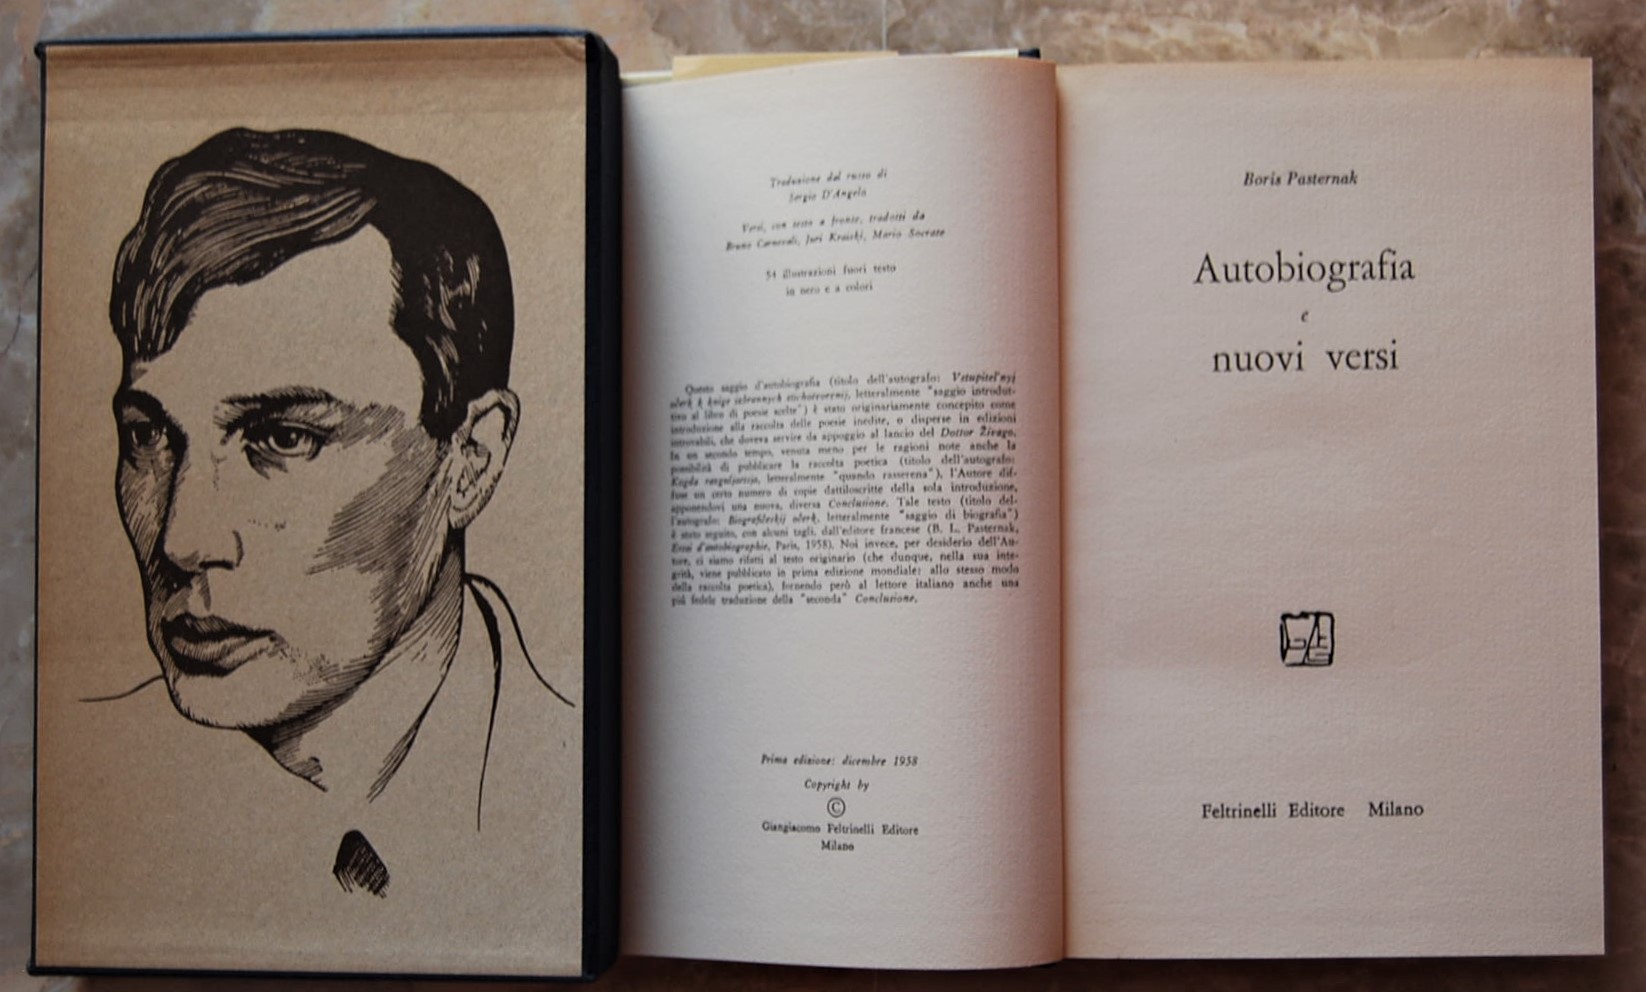 Traduzione dal russo di
Sergio D'Angelo
Versi, con testo a fronte, tradotti da
Bruno Carnevali, Juri Kraiski, Mario Socrate
54 illustrazioni fuori testo
in nero e a colori
Questo saggio d'autobiografia (titolo dell'autografo: Vstupitel'nyj
očerk k knige izbrannych stichotvorenij, letteralmente "saggio introdut-
tivo al libro di poesie scelte") è stato originariamente concepito come
introduzione alla raccolta delle poesie inedite, o disperse in edizioni
introvabili, che doveva servire da appoggio al lancio del Dottor Živago.
In un secondo tempo, venuta meno per le ragioni note anche la
possibilità di pubblicare la raccolta poetica (titolo dell'autografo:
Kogda razguljaetsja, letteralmente "quando rasserena"), l'Autore dif-
fuse un certo numero di copie dattiloscritte della sola introduzione,
apponendovi una nuova, diversa Conclusione. Tale testo (titolo del-
l'autografo: Biografičeskij očerk, letteralmente "saggio di biografia")
è stato seguito, con alcuni tagli, dall'editore francese (B. L. Pasternak,
Essai d'autobiographie, Paris, 1958). Noi invece, per desiderio dell'Au-
tore, ci siamo rifatti al testo originario (che dunque, nella sua inte-
grità, viene pubblicato in prima edizione mondiale: allo stesso modo
della raccolta poetica), fornendo però al lettore italiano anche una
più fedele traduzione della "seconda" Conclusione.
Prima edizione: dicembre 1958
Copyright by
©
Giangiacomo Feltrinelli Editore
Milano
Boris Pasternak
Autobiografia
e
nuovi versi
Feltrinelli Editore Milano